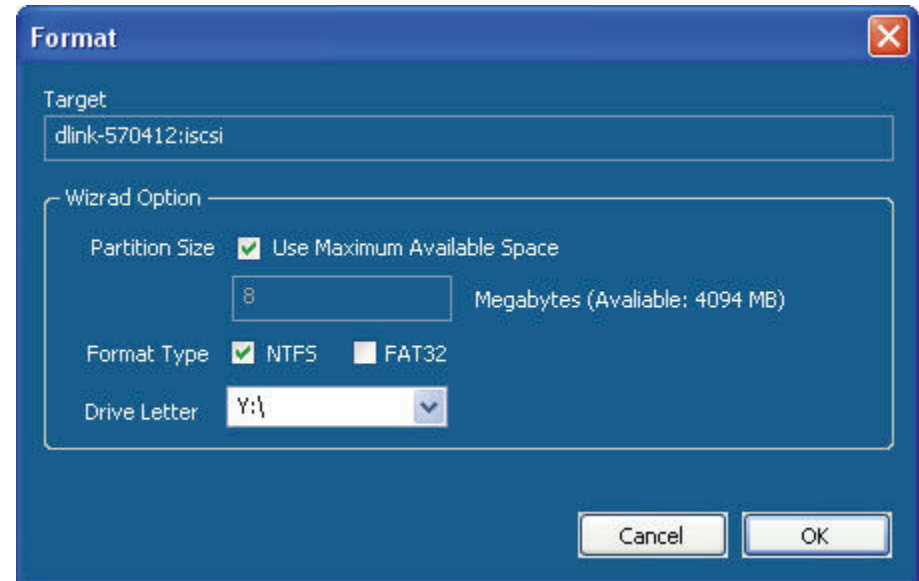 Format
Target
dlink-570412:iscsi
Wizrad Option
Partition Size Use Maximum Available Space
8 Megabytes (Avaliable: 4094 MB)
Format Type NTFS FAT32
Drive Letter Y:\
Cancel OK